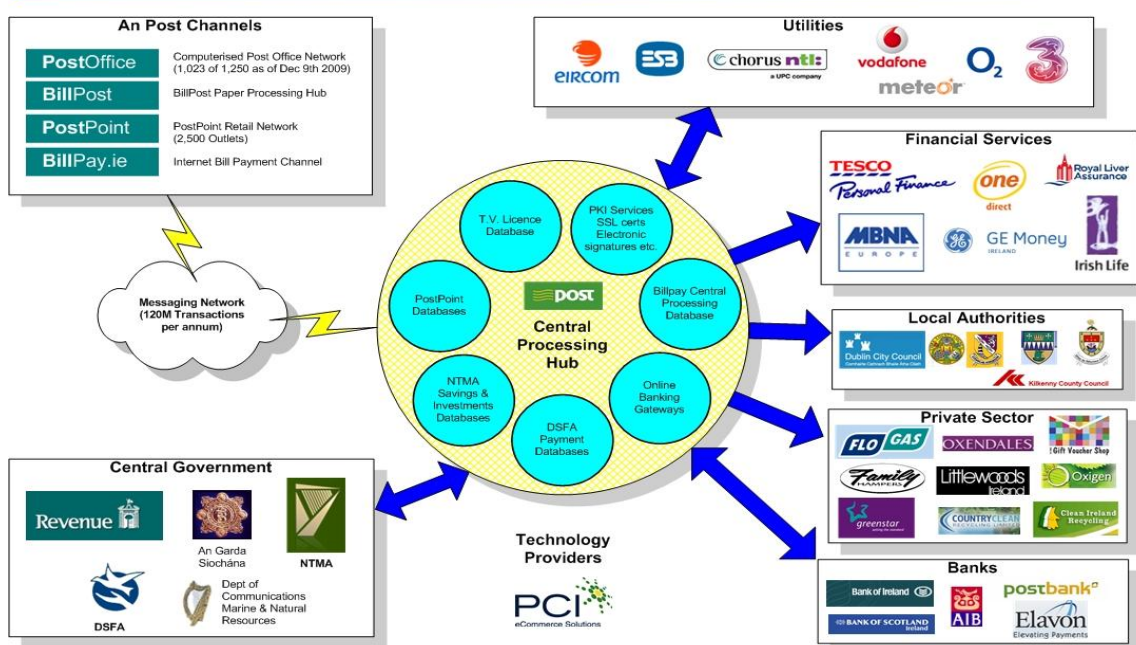 An Post Channels
PostOffice
Computerised Post Office Network
(1,023 of 1,250 as of Dec 9th 2009)
BillPost
BillPost Paper Processing Hub
PostPoint
PostPoint Retail Network
(2,500 Outlets)
BillPay.ie
Internet Bill Payment Channel
Messaging Network
(120M Transactions
per annum)
T.V. Licence
Database
PKI Services
SSL certs
Electronic
signatures etc.
PostPoint
Databases
post
Central
Processing
Hub
Billpay Central
Processing
Database
NTMA
Savings &
Investments
Databases
DSFA
Payment
Databases
Online
Banking
Gateways
Utilities
eircom
ESB
chorus ntl:
a UPC company
vodafone
meteor
O2
3
Financial Services
TESCO
Personal Finance
one
direct
Royal Liver
Assurance
MBNA
EUROPE
GE Money
IRELAND
Irish Life
Local Authorities
Dublin City Council
Kilkenny County Council
Private Sector
FLO GAS
OXENDALES
Gift Voucher Shop
Family
HAMPERS
Littlewoods
Ireland
Oxigen
greenstar
COUNTRYCLEAN
RECYCLING LIMITED
Clean Ireland
Recycling
Banks
Bank of Ireland
BANK OF SCOTLAND
Ireland
AIB
postbank
Elavon
Elevating Payments
Central Government
Revenue
An Garda
Síochána
NTMA
DSFA
Dept of
Communications
Marine & Natural
Resources
Technology
Providers
PCI
eCommerce Solutions